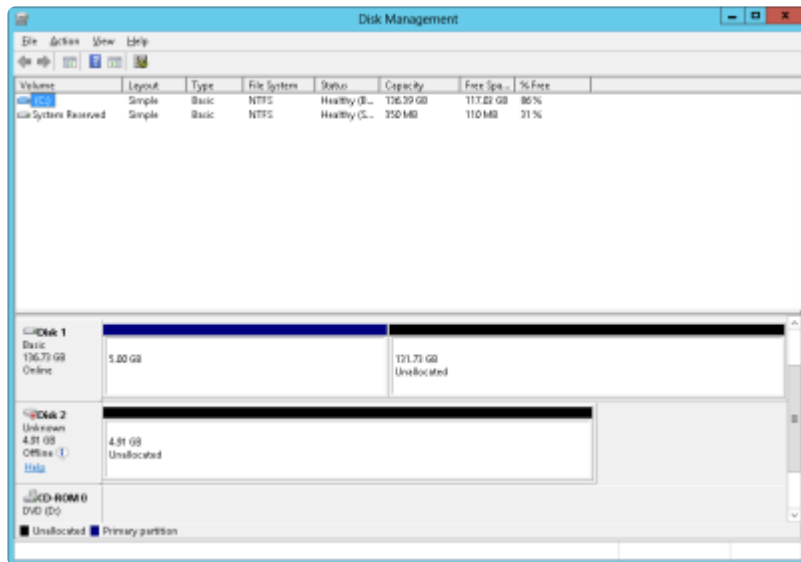 Disk Management
File Action View Help
Volume Layout Type File System Status Capacity Free Spa... % Free
(C:) Simple Basic NTFS Healthy (B... 136.39 GB 117.03 GB 86 %
System Reserved Simple Basic NTFS Healthy (S... 350 MB 110 MB 31 %
Disk 1
Basic
136.73 GB
Online
5.00 GB
131.73 GB
Unallocated
Disk 2
Unknown
4.91 GB
Offline
Help
4.91 GB
Unallocated
CD-ROM 0
DVD (D:)
Unallocated Primary partition